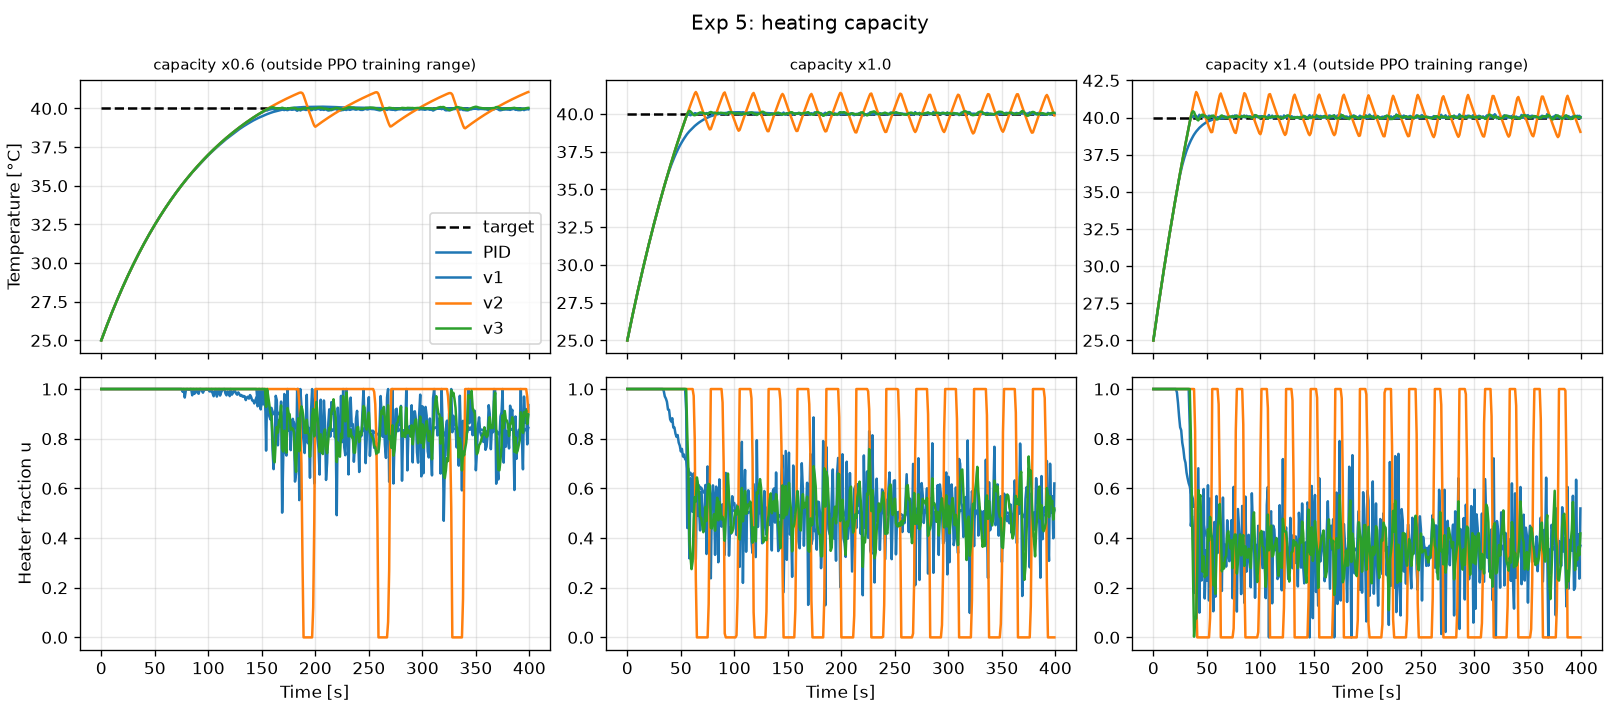 Exp 5: heating capacity
capacity x0.6 (outside PPO training range)
capacity x1.0
capacity x1.4 (outside PPO training range)
Temperature [°C]
40.0
37.5
35.0
32.5
30.0
27.5
25.0
target
PID
v1
v2
v3
40.0
37.5
35.0
32.5
30.0
27.5
25.0
42.5
40.0
37.5
35.0
32.5
30.0
27.5
25.0
Heater fraction u
1.0
0.8
0.6
0.4
0.2
0.0
0 50 100 150 200 250 300 350 400
Time [s]
1.0
0.8
0.6
0.4
0.2
0.0
0 50 100 150 200 250 300 350 400
Time [s]
1.0
0.8
0.6
0.4
0.2
0.0
0 50 100 150 200 250 300 350 400
Time [s]